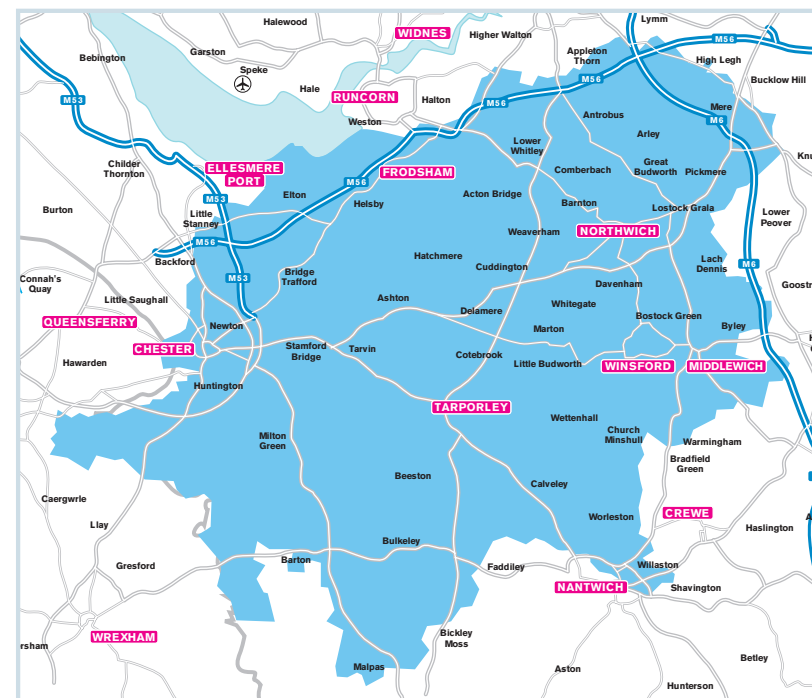 Lymm
Halewood
WIDNES
Higher Walton
M56
Garston
Bebington
Appleton
Thorn
High Legh
Speke
Bucklow Hill
M56
Hale
RUNCORN
Halton
M53
M56
Mere
Antrobus
M6
Weston
Arley
Lower
Whitley
Childer
Thornton
ELLESMERE
PORT
FRODSHAM
Comberbach
Great
Budworth
Pickmere
M56
Elton
Acton Bridge
M53
Helsby
Barnton
Lostock Grala
Burton
Little
Stanney
Lower
Peover
Weaverham
NORTHWICH
M56
Hatchmere
Lach
Dennis
Backford
Cuddington
M6
Connah's
Quay
Bridge
Trafford
M53
Davenham
Goostr
Little Saughall
Ashton
Whitegate
Delamere
Bostock Green
QUEENSFERRY
Newton
Marton
Byley
CHESTER
Stamford
Bridge
Tarvin
Cotebrook
Hawarden
Little Budworth
WINSFORD
MIDDLEWICH
Huntington
TARPORLEY
Wettenhall
Milton
Green
Church
Minshull
Warmingham
Bradfield
Green
Beeston
Calveley
Caergwrle
CREWE
Worleston
Llay
Haslington
Bulkeley
Gresford
Barton
Faddiley
Willaston
NANTWICH
Shavington
WREXHAM
Bickley
Moss
rsham
Betley
Malpas
Aston
Hunterson